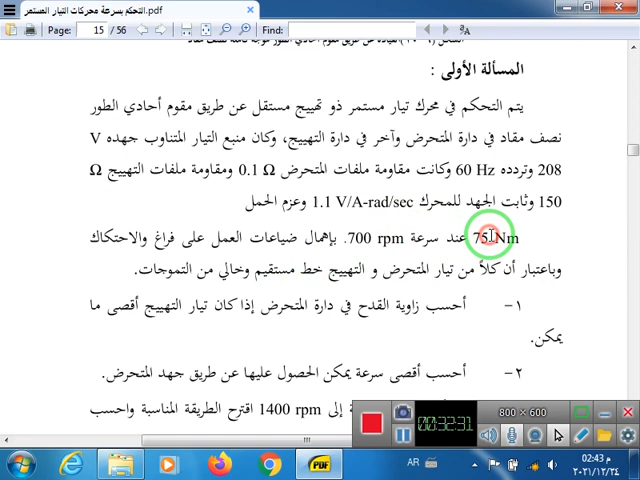 التحكم بسرعة محركات التيار المستمر.pdf
Page: 15 / 56 Find:
المسألة الأولى :
يتم التحكم في محرك تيار مستمر ذو تهييج مستقل عن طريق مقوم أحادي الطور
نصف مقاد في دارة المتحرض وآخر في دارة التهييج، وكان منبع التيار المتناوب جهده V
208 وتردده 60 Hz وكانت مقاومة ملفات المتحرض 0.1 Ω ومقاومة ملفات التهييج Ω
150 وثابت الجهد للمحرك 1.1 V/A-rad/sec وعزم الحمل
75 Nm عند سرعة 700 rpm. بإهمال ضياعات العمل على فراغ والاحتكاك
وباعتبار أن كلاً من تيار المتحرض و التهييج خط مستقيم وخالي من التموجات.
١- أحسب زاوية القدح في دارة المتحرض إذا كان تيار التهييج أقصى ما
يمكن.
٢- أحسب أقصى سرعة يمكن الحصول عليها عن طريق جهد المتحرض.
إلى 1400 rpm اقترح الطريقة المناسبة واحسب
800 × 600
00:32:31
PDF
AR
02:43 م
٢٠٢١/١٢/٢٤